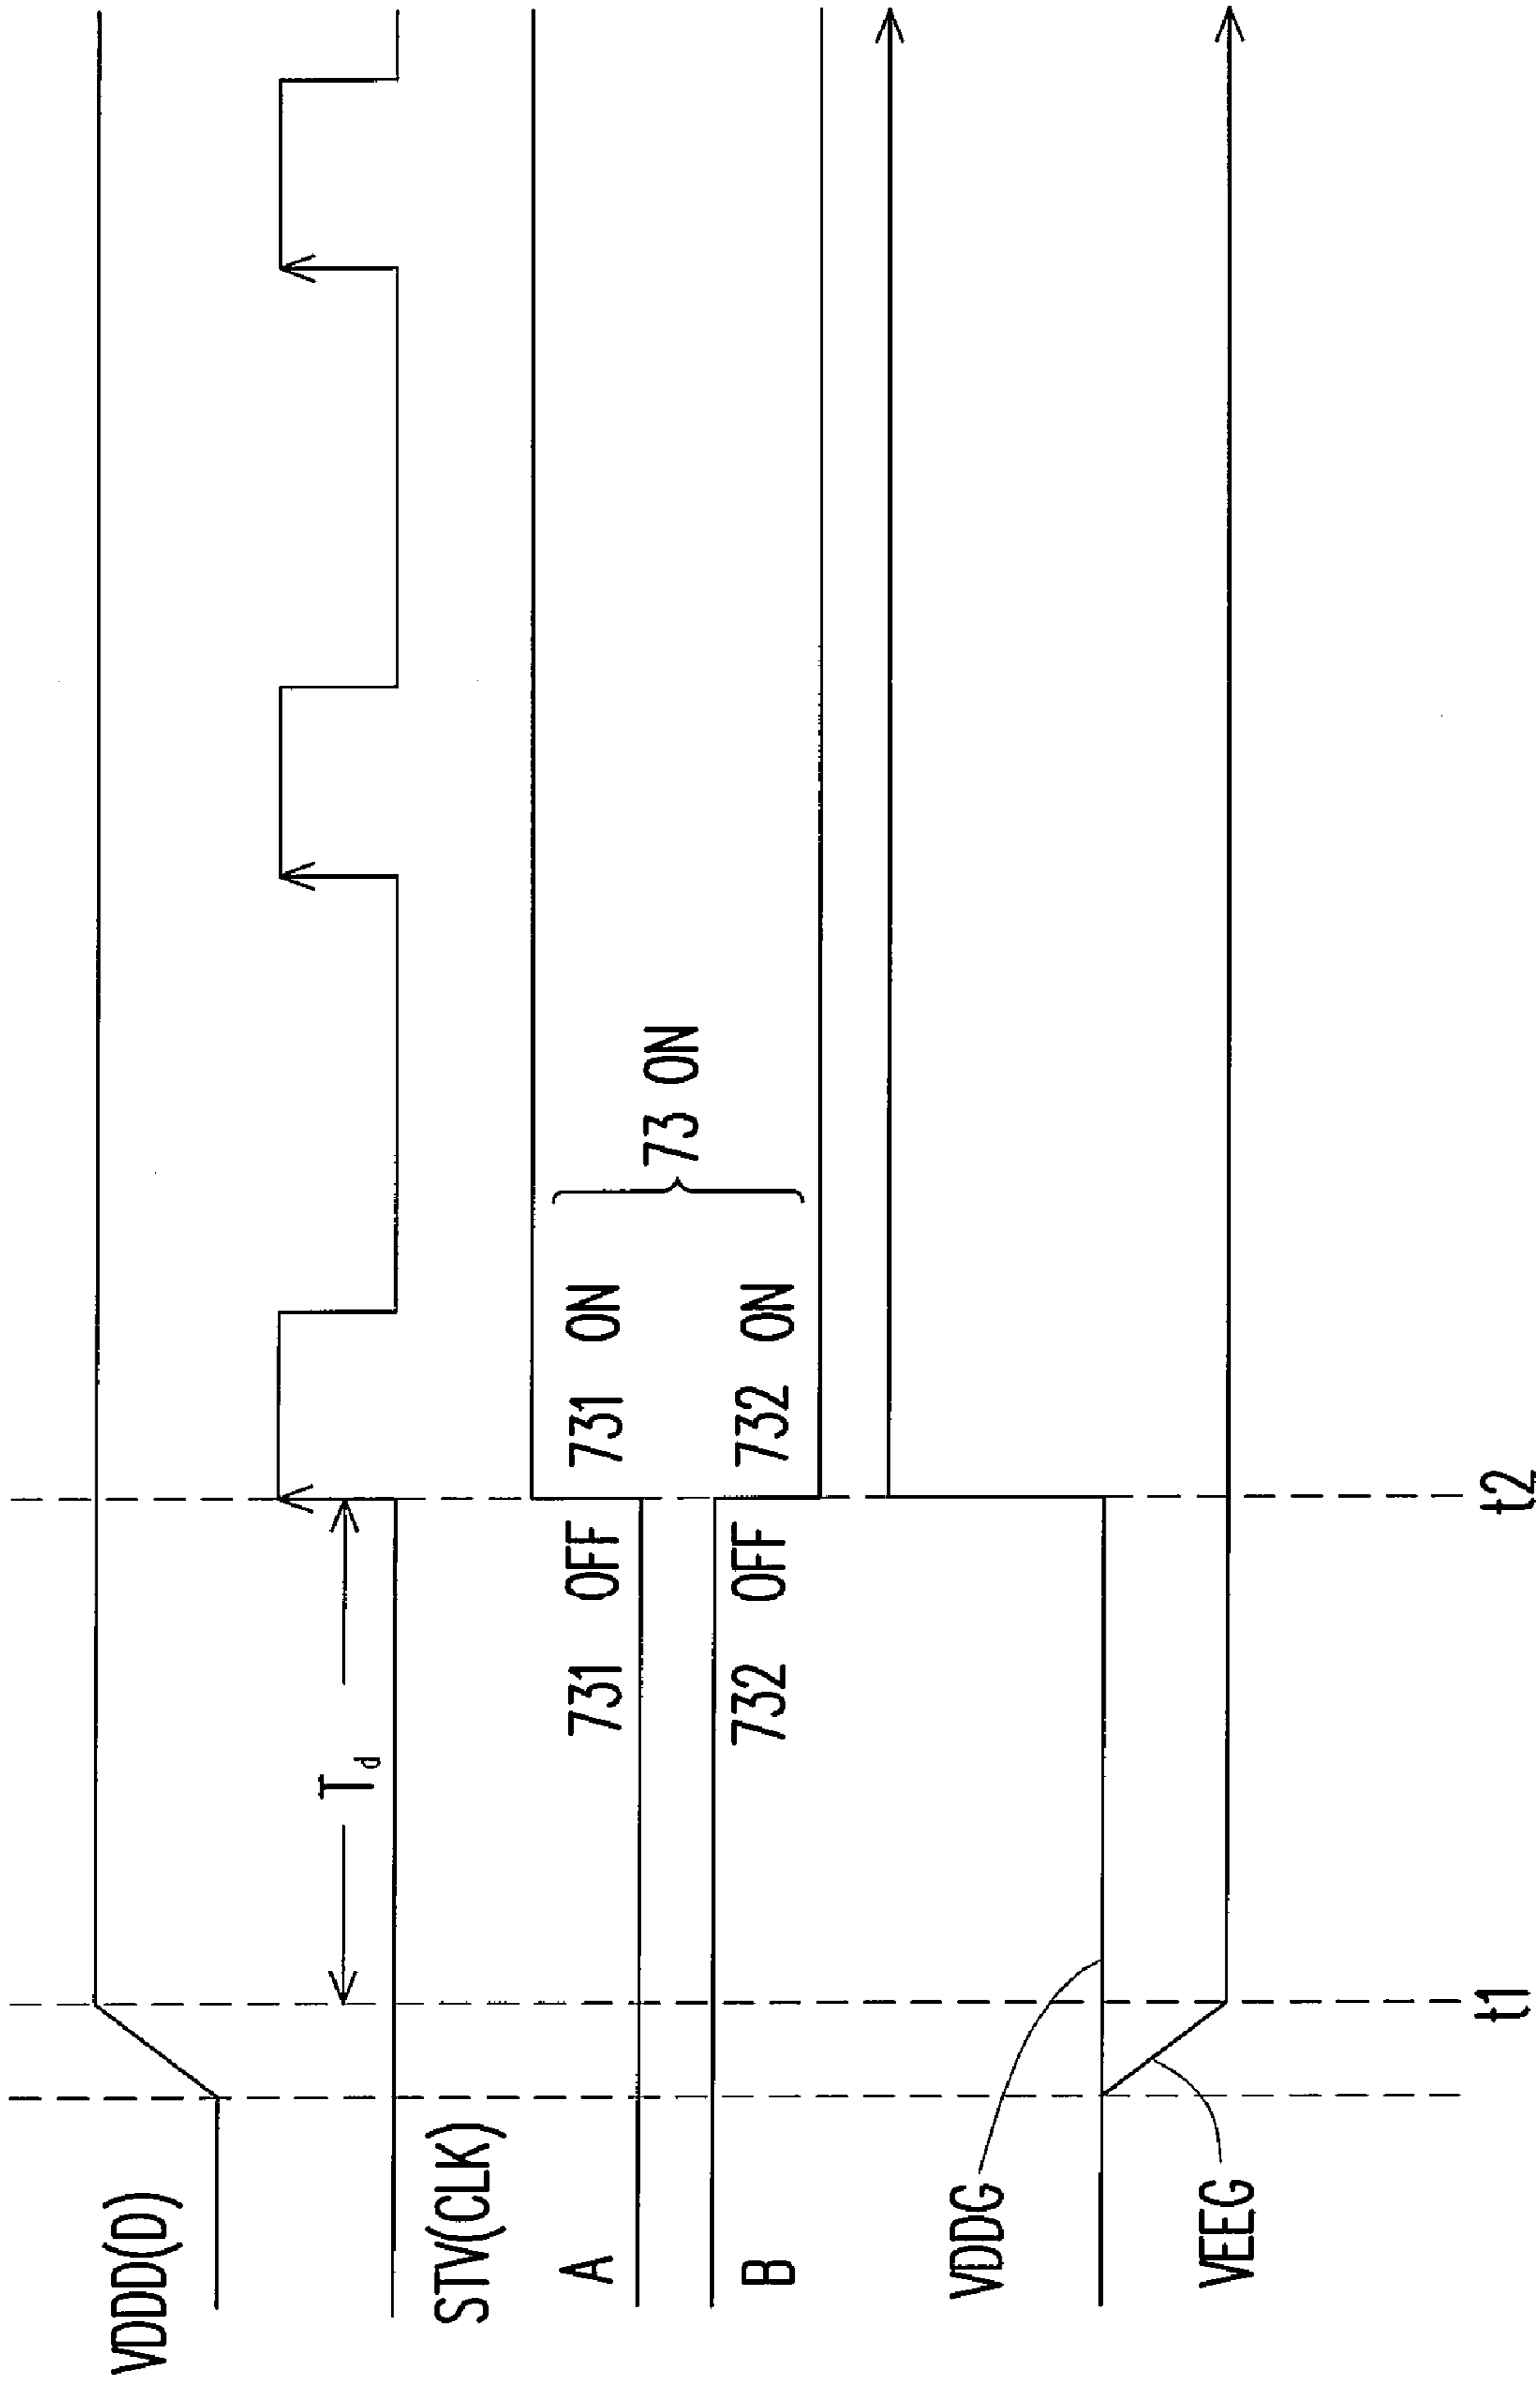 VDDD(D)
Td
STV(CLK)
A
731 OFF
731 ON
73 ON
B
732 OFF
732 ON
VDDG
VEEG
t1
t2